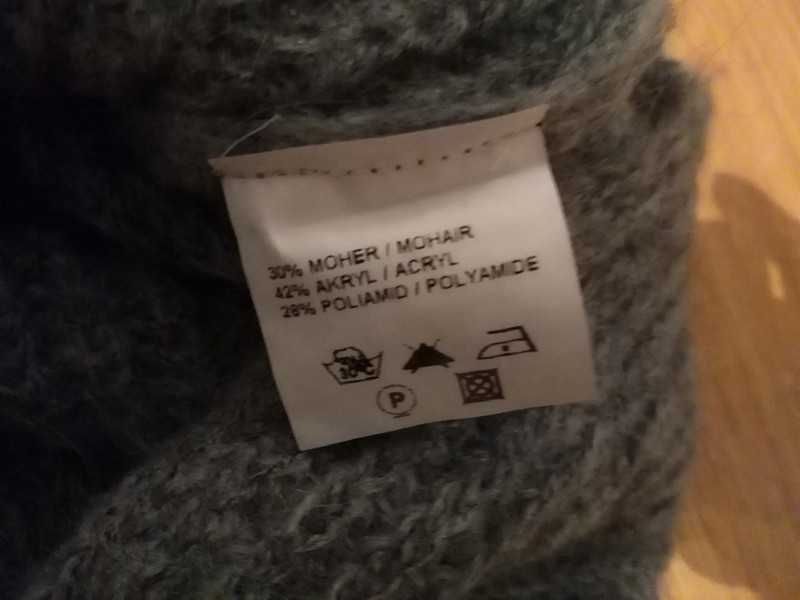 30% MOHER / MOHAIR
42% AKRYL / ACRYL
28% POLIAMID / POLYAMIDE
30°C
P